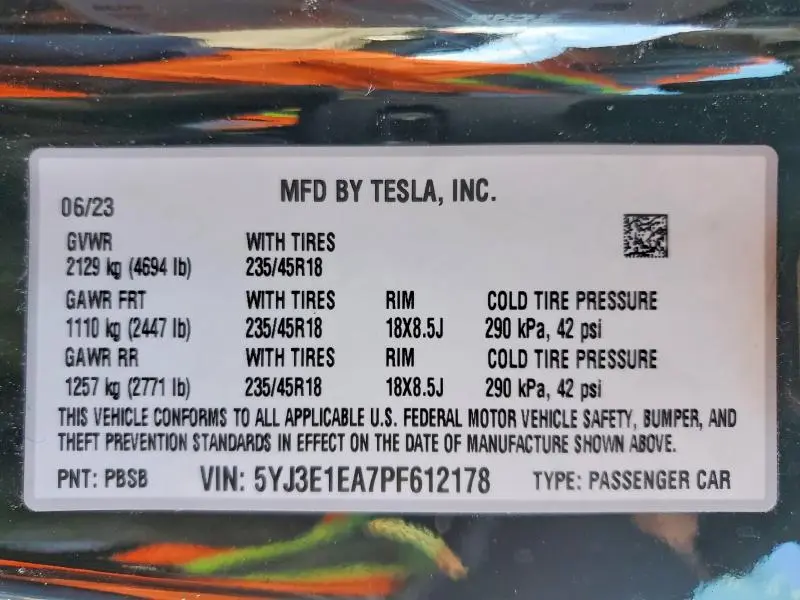 MFD BY TESLA, INC.
06/23
GVWR WITH TIRES
2129 kg (4694 lb) 235/45R18
GAWR FRT WITH TIRES RIM COLD TIRE PRESSURE
1110 kg (2447 lb) 235/45R18 18X8.5J 290 kPa, 42 psi
GAWR RR WITH TIRES RIM COLD TIRE PRESSURE
1257 kg (2771 lb) 235/45R18 18X8.5J 290 kPa, 42 psi
THIS VEHICLE CONFORMS TO ALL APPLICABLE U.S. FEDERAL MOTOR VEHICLE SAFETY, BUMPER, AND
THEFT PREVENTION STANDARDS IN EFFECT ON THE DATE OF MANUFACTURE SHOWN ABOVE.
PNT: PBSB VIN: 5YJ3E1EA7PF612178 TYPE: PASSENGER CAR